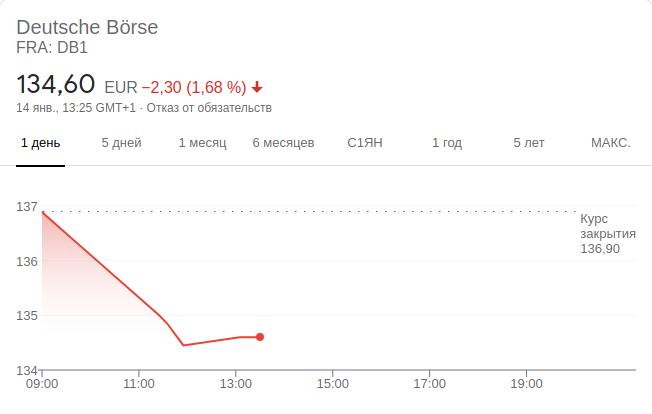 Deutsche Börse
FRA: DB1
134,60 EUR −2,30 (1,68 %)
14 янв., 13:25 GMT+1 · Отказ от обязательств
1 день 5 дней 1 месяц 6 месяцев С1ЯН 1 год 5 лет МАКС.
137
Курс
закрытия
136,90
136
135
134
09:00 11:00 13:00 15:00 17:00 19:00